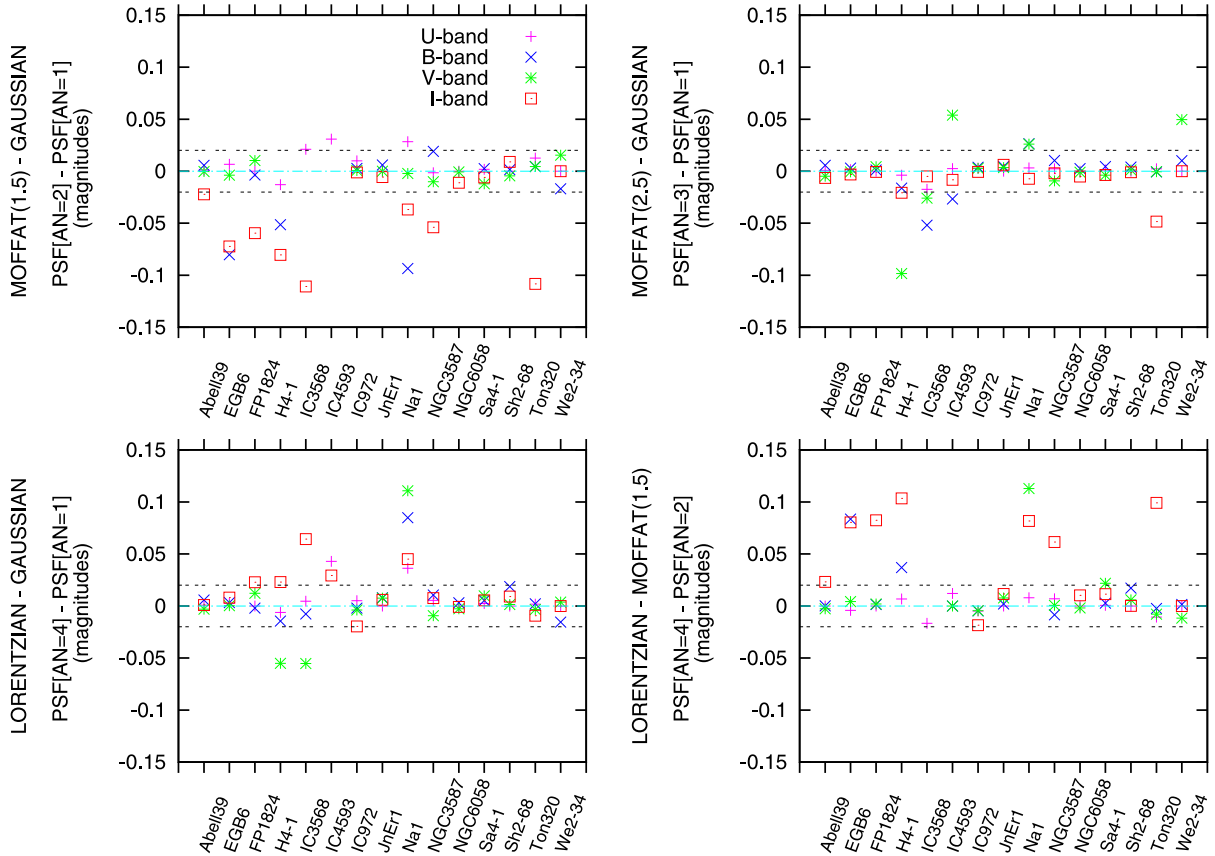 MOFFAT(1.5) - GAUSSIAN
PSF[AN=2] - PSF[AN=1]
(magnitudes)
0.15
0.1
0.05
0
-0.05
-0.1
-0.15
U-band
B-band
V-band
I-band
Abell39
EGB6
FP1824
H4-1
IC3568
IC4593
IC972
JnEr1
Na1
NGC3587
NGC6058
Sa4-1
Sh2-68
Ton320
We2-34
MOFFAT(2.5) - GAUSSIAN
PSF[AN=3] - PSF[AN=1]
(magnitudes)
0.15
0.1
0.05
0
-0.05
-0.1
-0.15
Abell39
EGB6
FP1824
H4-1
IC3568
IC4593
IC972
JnEr1
Na1
NGC3587
NGC6058
Sa4-1
Sh2-68
Ton320
We2-34
LORENTZIAN - GAUSSIAN
PSF[AN=4] - PSF[AN=1]
(magnitudes)
0.15
0.1
0.05
0
-0.05
-0.1
-0.15
Abell39
EGB6
FP1824
H4-1
IC3568
IC4593
IC972
JnEr1
Na1
NGC3587
NGC6058
Sa4-1
Sh2-68
Ton320
We2-34
LORENTZIAN - MOFFAT(1.5)
PSF[AN=4] - PSF[AN=2]
(magnitudes)
0.15
0.1
0.05
0
-0.05
-0.1
-0.15
Abell39
EGB6
FP1824
H4-1
IC3568
IC4593
IC972
JnEr1
Na1
NGC3587
NGC6058
Sa4-1
Sh2-68
Ton320
We2-34